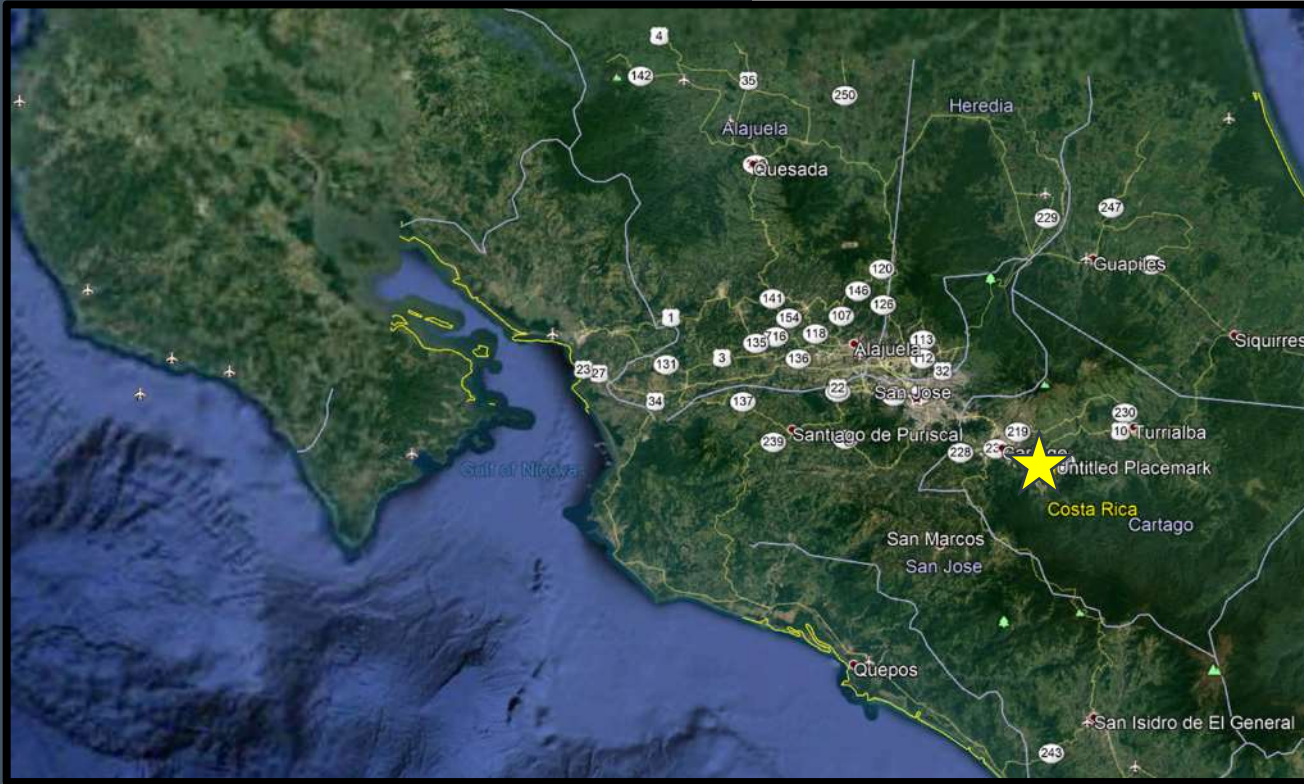 4
142
35
250
Heredia
Alajuela
Quesada
247
229
Guapiles
120
146
141
126
154
107
1
118
113
716
135
Siquirres
Alajuela
112
136
3
131
23
27
32
22
San Jose
34
137
230
219
10
Turrialba
Santiago de Puriscal
239
228
23
Cartago
Untitled Placemark
Gulf of Nicoya
Costa Rica
Cartago
San Marcos
San Jose
Quepos
San Isidro de El General
243